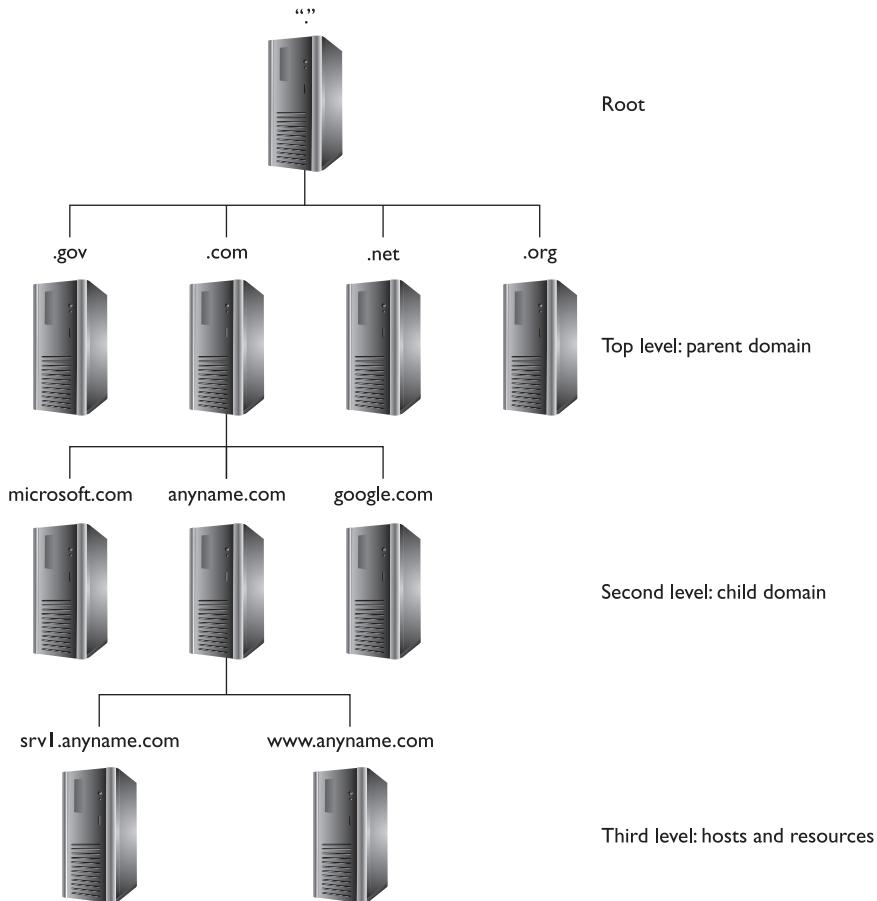 “.”
Root
.gov .com .net .org
Top level: parent domain
microsoft.com anyname.com google.com
Second level: child domain
srv1.anyname.com www.anyname.com
Third level: hosts and resources